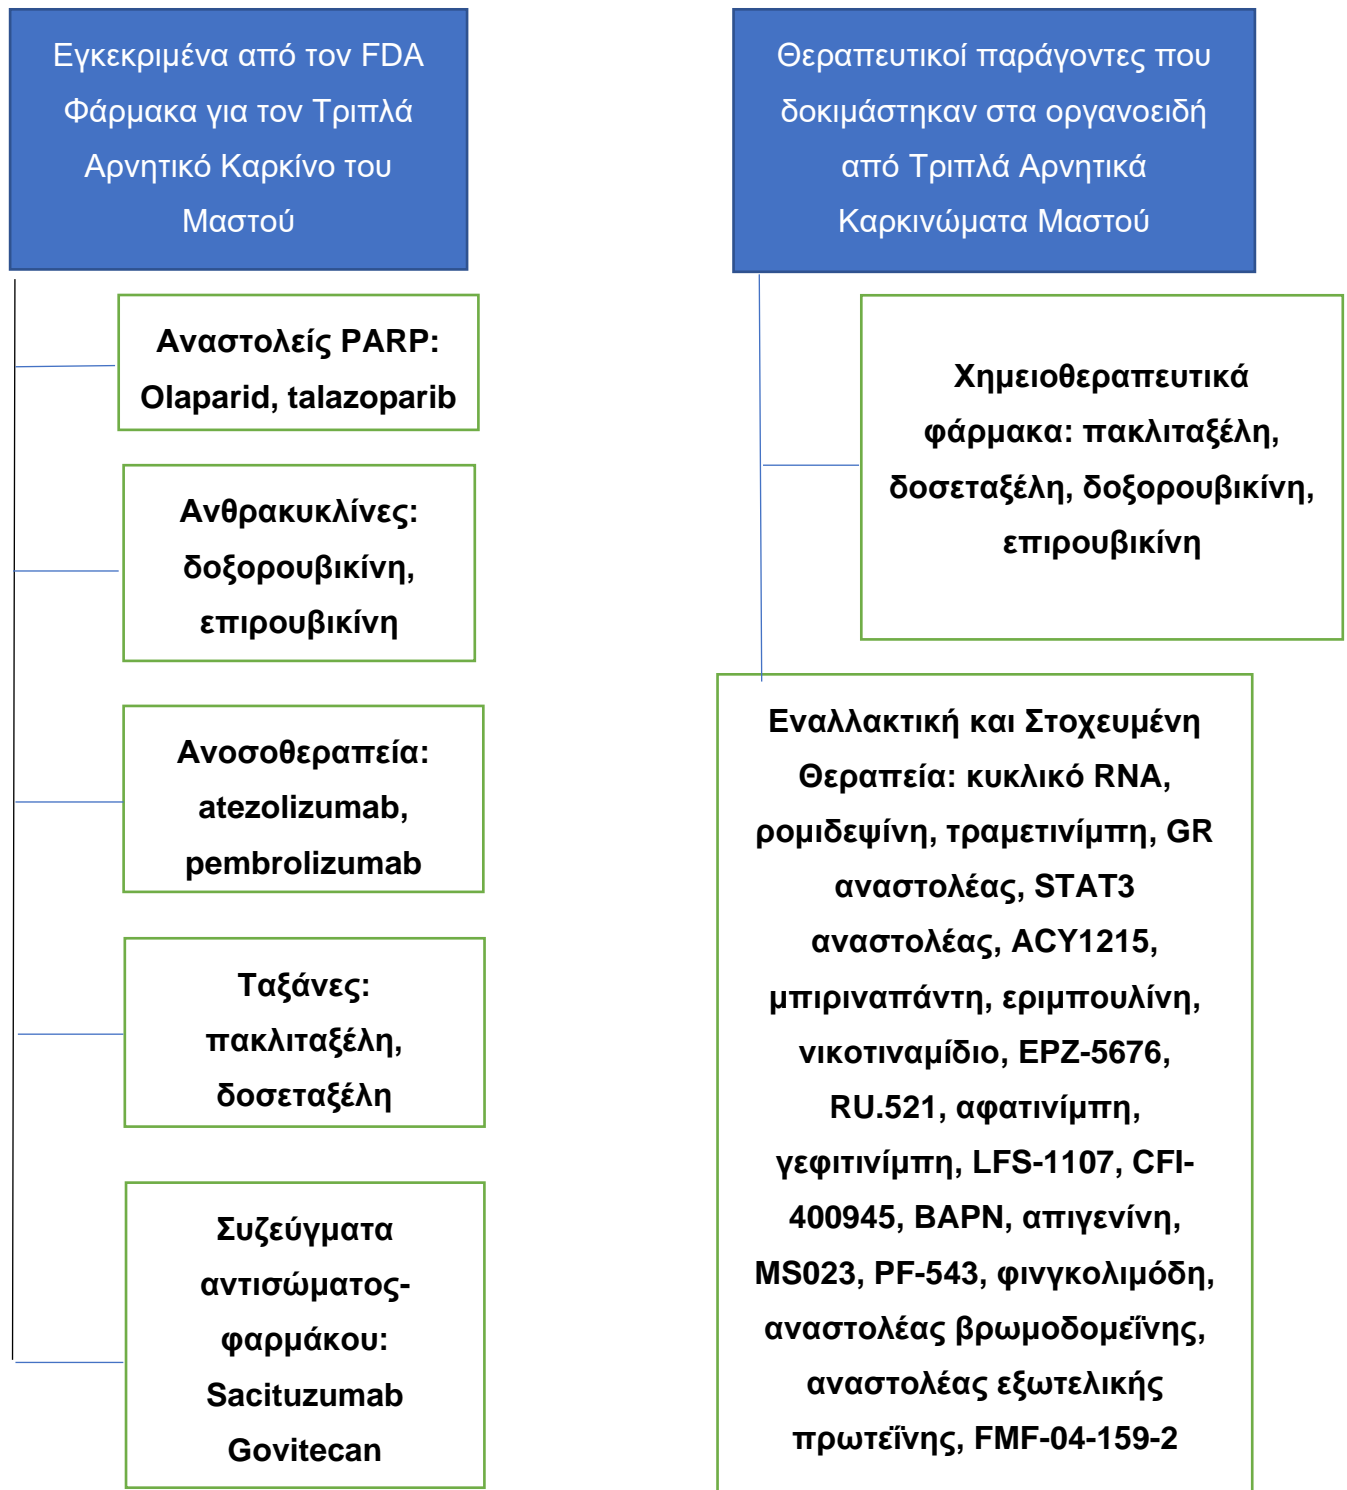 Εγκεκριμένα από τον FDA
Φάρμακα για τον Τριπλά
Αρνητικό Καρκίνο του
Μαστού
Αναστολείς PARP:
Olaparid, talazoparib
Ανθρακυκλίνες:
δοξορουβικίνη,
επιρουβικίνη
Ανοσοθεραπεία:
atezolizumab,
pembrolizumab
Ταξάνες:
πακλιταξέλη,
δοσεταξέλη
Συζεύγματα
αντισώματος-
φαρμάκου:
Sacituzumab
Govitecan
Θεραπευτικοί παράγοντες που
δοκιμάστηκαν στα οργανοειδή
από Τριπλά Αρνητικά
Καρκινώματα Μαστού
Χημειοθεραπευτικά
φάρμακα: πακλιταξέλη,
δοσεταξέλη, δοξορουβικίνη,
επιρουβικίνη
Εναλλακτική και Στοχευμένη
Θεραπεία: κυκλικό RNA,
ρομιδεψίνη, τραμετινίμπη, GR
αναστολέας, STAT3
αναστολέας, ACY1215,
μπιριναπάντη, εριμπουλίνη,
νικοτιναμίδιο, EPZ-5676,
RU.521, αφατινίμπη,
γεφιτινίμπη, LFS-1107, CFI-
400945, BAPN, απιγενίνη,
MS023, PF-543, φινγκολιμόδη,
αναστολέας βρωμοδομεΐνης,
αναστολέας εξωτελικής
πρωτεΐνης, FMF-04-159-2